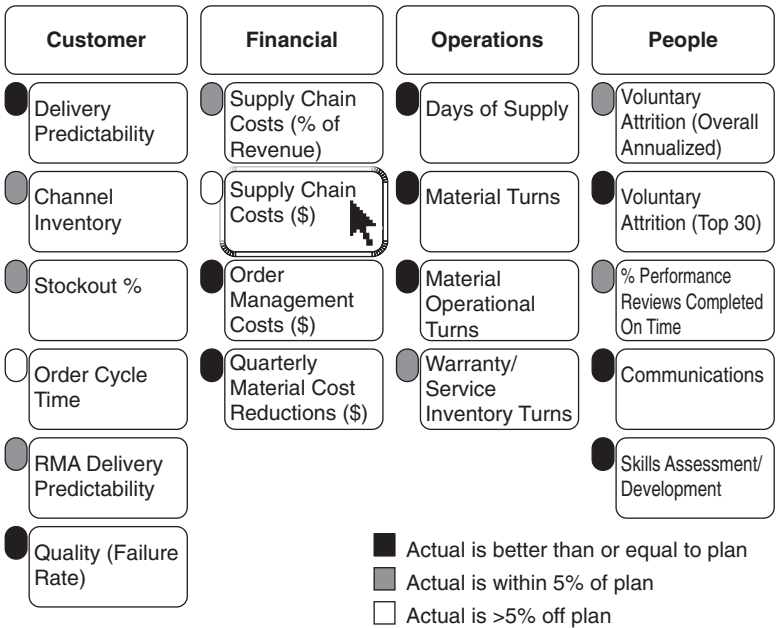 Customer
Financial
Operations
People
Delivery
Predictability
Supply Chain
Costs (% of
Revenue)
Days of Supply
Voluntary
Attrition (Overall
Annualized)
Channel
Inventory
Supply Chain
Costs ($)
Material Turns
Voluntary
Attrition (Top 30)
Stockout %
Order
Management
Costs ($)
Material
Operational
Turns
% Performance
Reviews Completed
On Time
Order Cycle
Time
Quarterly
Material Cost
Reductions ($)
Warranty/
Service
Inventory Turns
Communications
RMA Delivery
Predictability
Skills Assessment/
Development
Quality (Failure
Rate)
Actual is better than or equal to plan
Actual is within 5% of plan
Actual is >5% off plan